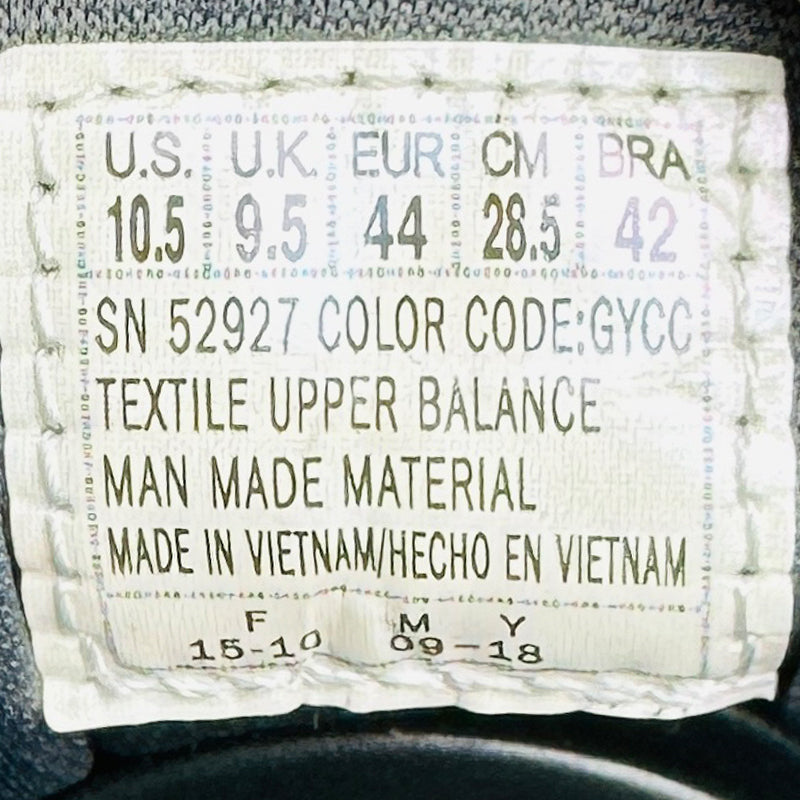 U.S. U.K. EUR CM BRA
10.5 9.5 44 28.5 42
SN 52927 COLOR CODE:GYCC
TEXTILE UPPER BALANCE
MAN MADE MATERIAL
MADE IN VIETNAM/HECHO EN VIETNAM
F M Y
15-10 09-18